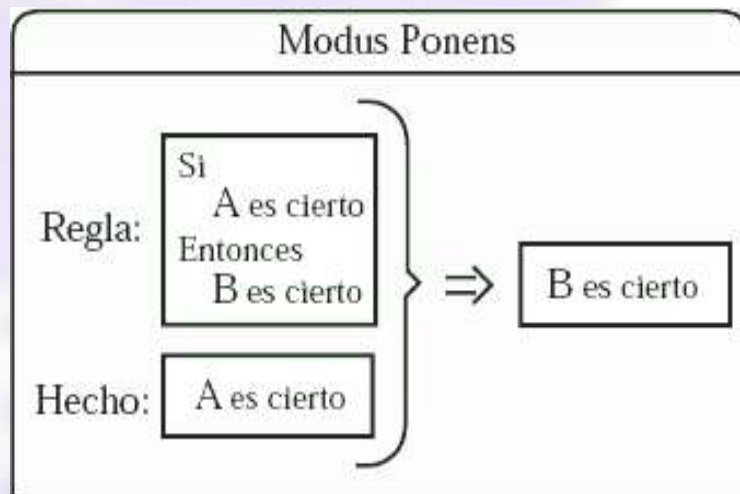 Modus Ponens
Regla:
Si
A es cierto
Entonces
B es cierto
Hecho:
A es cierto
B es cierto